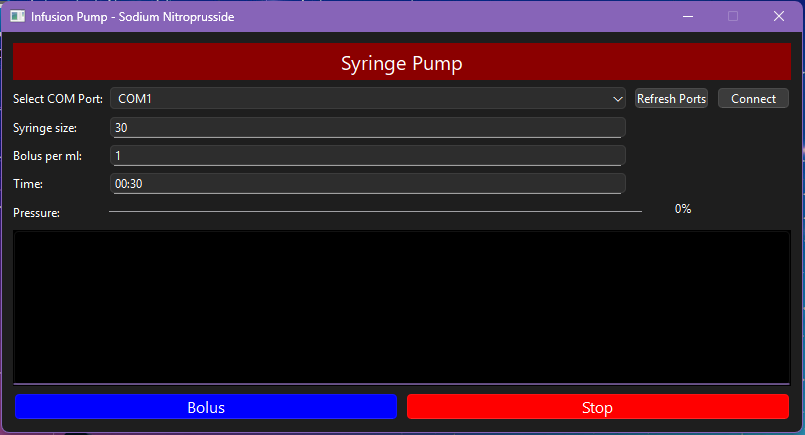 Infusion Pump - Sodium Nitroprusside
Syringe Pump
Select COM Port: COM1 Refresh Ports Connect
Syringe size: 30
Bolus per ml: 1
Time: 00:30
Pressure: 0%
Bolus Stop